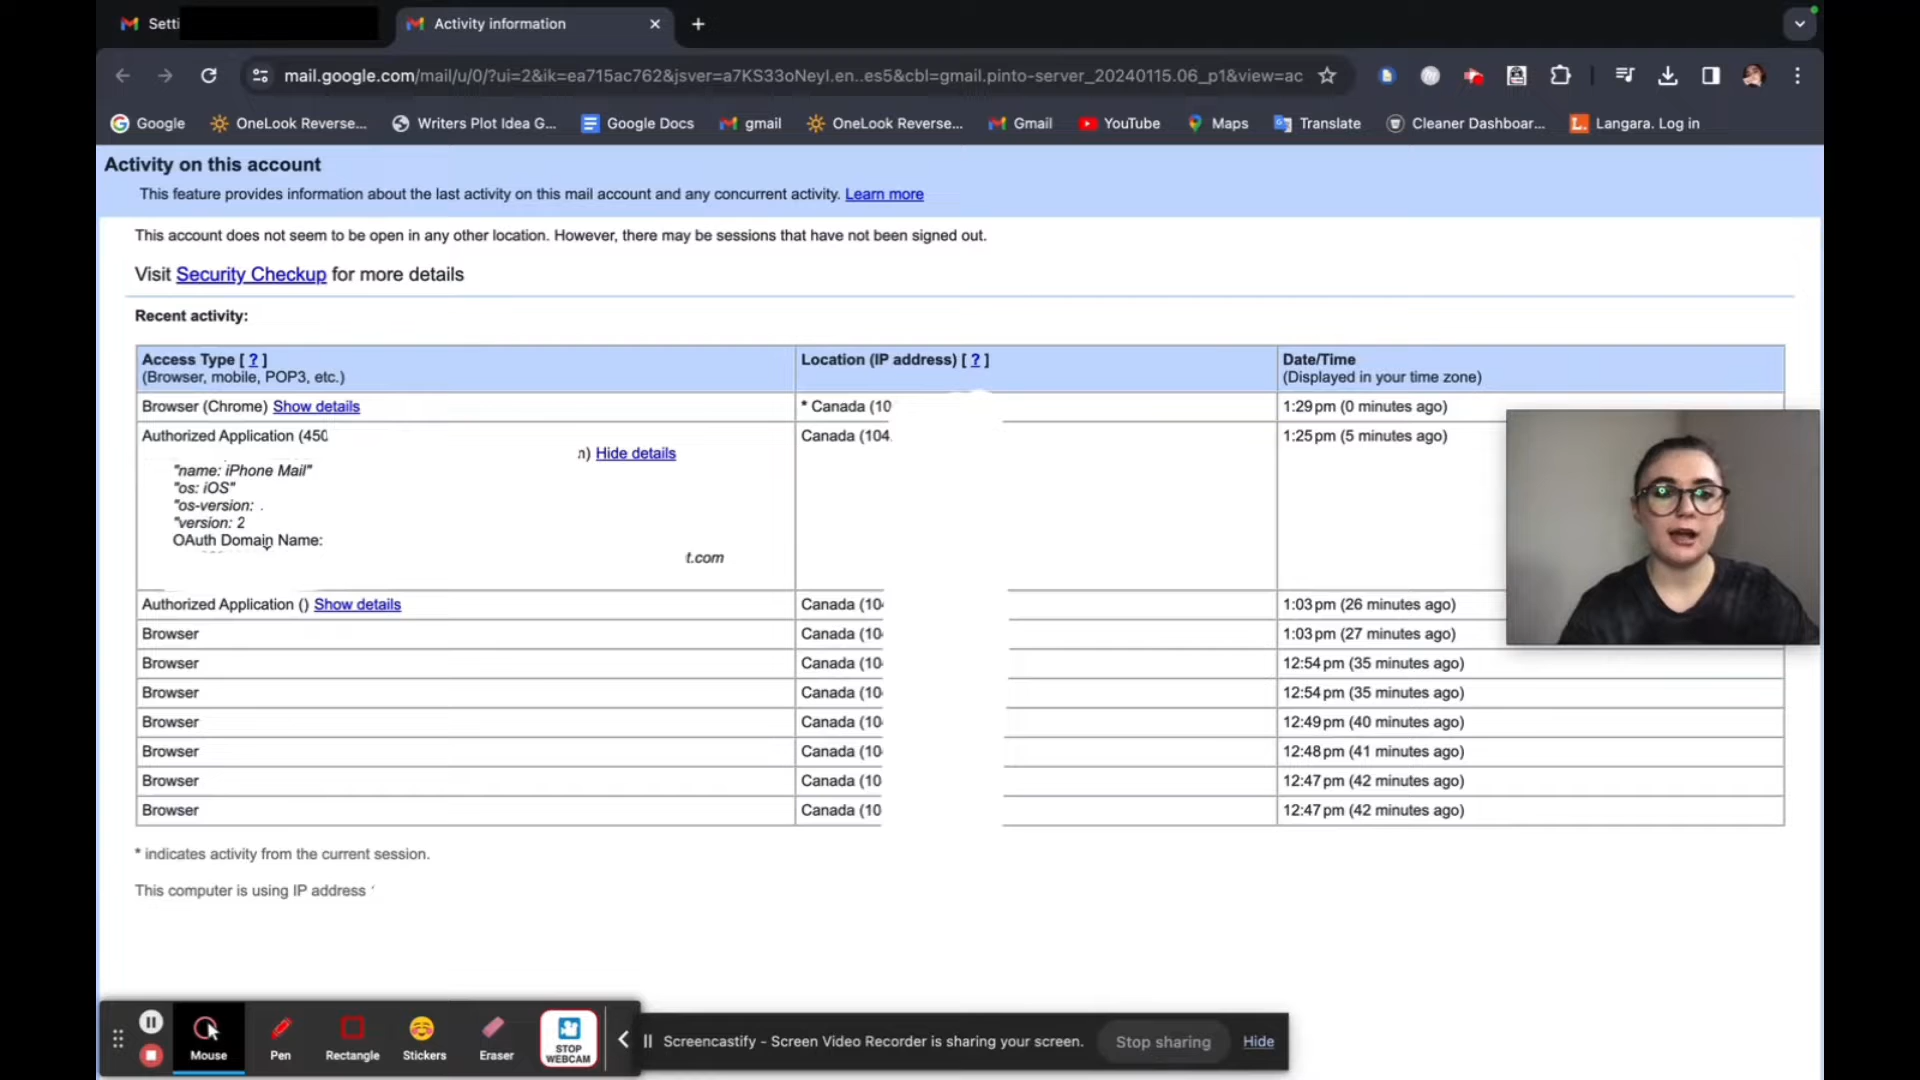 Setti
Activity information
mail.google.com/mail/u/0/?ui=2&ik=ea715ac762&jsver=a7KS33oNeyI.en..es5&cbl=gmail.pinto-server_20240115.06_p1&view=ac
Google
OneLook Reverse...
Writers Plot Idea G...
Google Docs
gmail
OneLook Reverse...
Gmail
YouTube
Maps
Translate
Cleaner Dashboar...
Langara. Log in
Activity on this account
This feature provides information about the last activity on this mail account and any concurrent activity. Learn more
This account does not seem to be open in any other location. However, there may be sessions that have not been signed out.
Visit Security Checkup for more details
Recent activity:
Access Type [ ? ]
(Browser, mobile, POP3, etc.)
Location (IP address) [ ? ]
Date/Time
(Displayed in your time zone)
Browser (Chrome) Show details
* Canada (10
1:29 pm (0 minutes ago)
Authorized Application (450
Canada (104.
1:25 pm (5 minutes ago)
n) Hide details
"name: iPhone Mail"
"os: iOS"
"os-version:
"version: 2
OAuth Domain Name:
t.com
Authorized Application () Show details
Canada (10
1:03 pm (26 minutes ago)
Browser
Canada (10
1:03 pm (27 minutes ago)
Browser
Canada (10
12:54 pm (35 minutes ago)
Browser
Canada (10
12:54 pm (35 minutes ago)
Browser
Canada (10
12:49 pm (40 minutes ago)
Browser
Canada (10
12:48 pm (41 minutes ago)
Browser
Canada (10
12:47 pm (42 minutes ago)
Browser
Canada (10
12:47 pm (42 minutes ago)
* indicates activity from the current session.
This computer is using IP address
Mouse
Pen
Rectangle
Stickers
Eraser
STOP
WEBCAM
Screencastify - Screen Video Recorder is sharing your screen.
Stop sharing
Hide